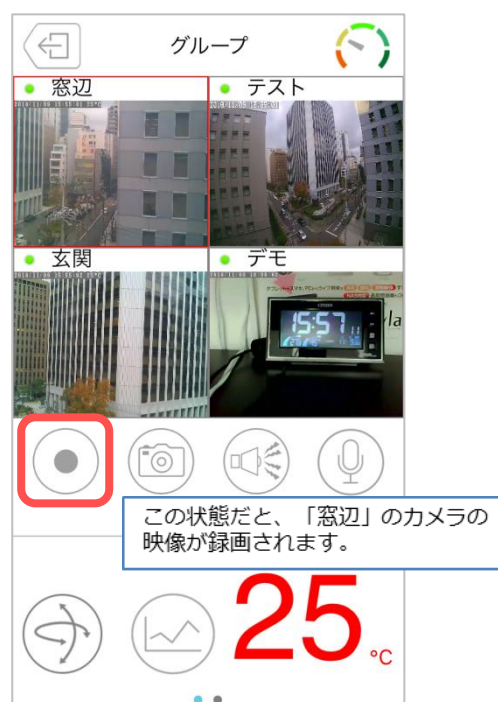 グループ
窓辺
テスト
玄関
デモ
CITIZEN
15:57
この状態だと、「窓辺」のカメラの
映像が録画されます。
25
℃